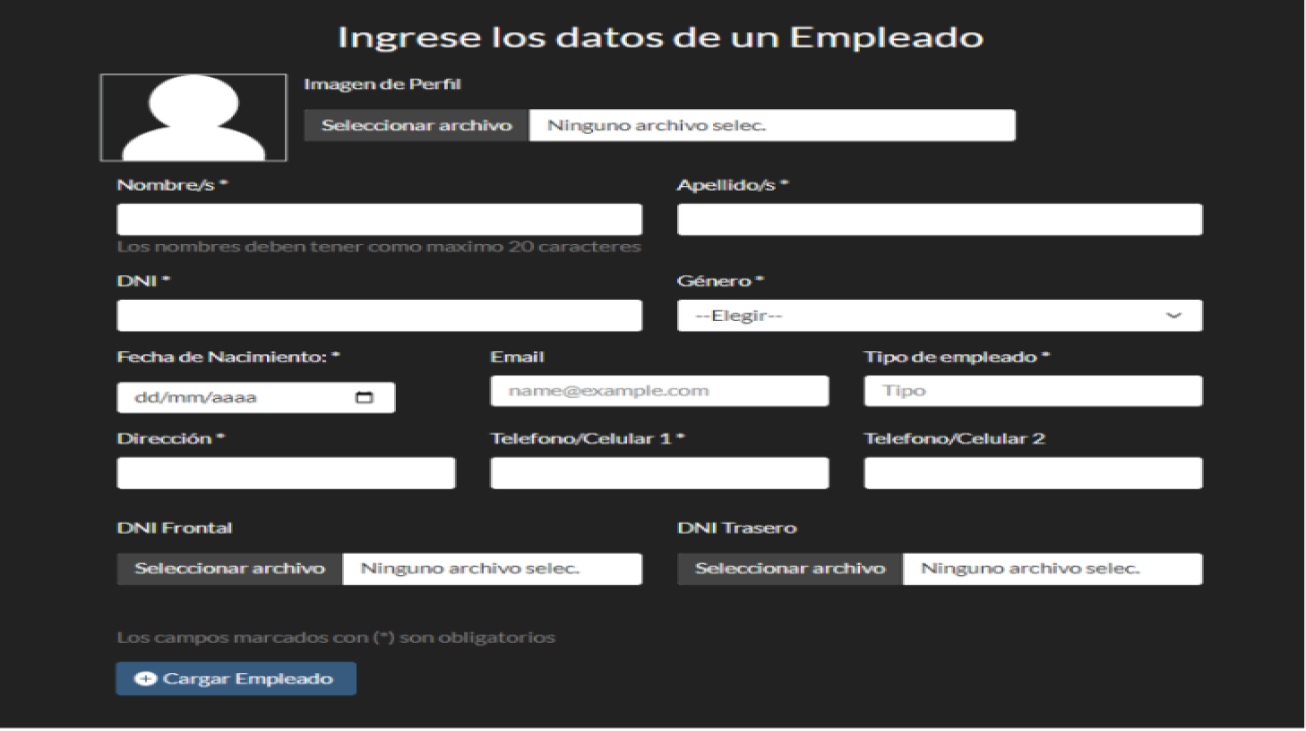 Ingrese los datos de un Empleado
Imagen de Perfil
Seleccionar archivo Ninguno archivo selec.
Nombre/s * Apellido/s *
Los nombres deben tener como maximo 20 caracteres
DNI * Género *
--Elegir--
Fecha de Nacimiento: * Email Tipo de empleado *
dd/mm/aaaa name@example.com Tipo
Dirección * Telefono/Celular 1 * Telefono/Celular 2
DNI Frontal DNI Trasero
Seleccionar archivo Ninguno archivo selec. Seleccionar archivo Ninguno archivo selec.
Los campos marcados con (*) son obligatorios
Cargar Empleado